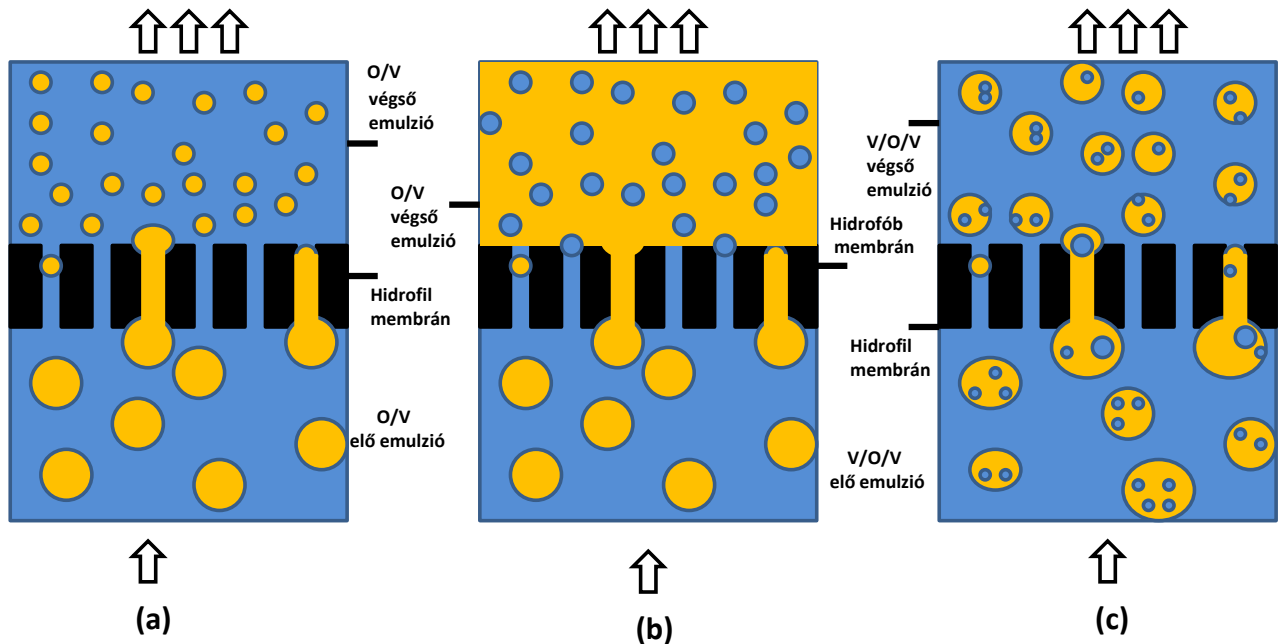 O/V
végső
emulzió
Hidrofil
membrán
O/V
elő emulzió
(a)
O/V
végső
emulzió
Hidrofób
membrán
(b)
V/O/V
végső
emulzió
Hidrofil
membrán
V/O/V
elő emulzió
(c)